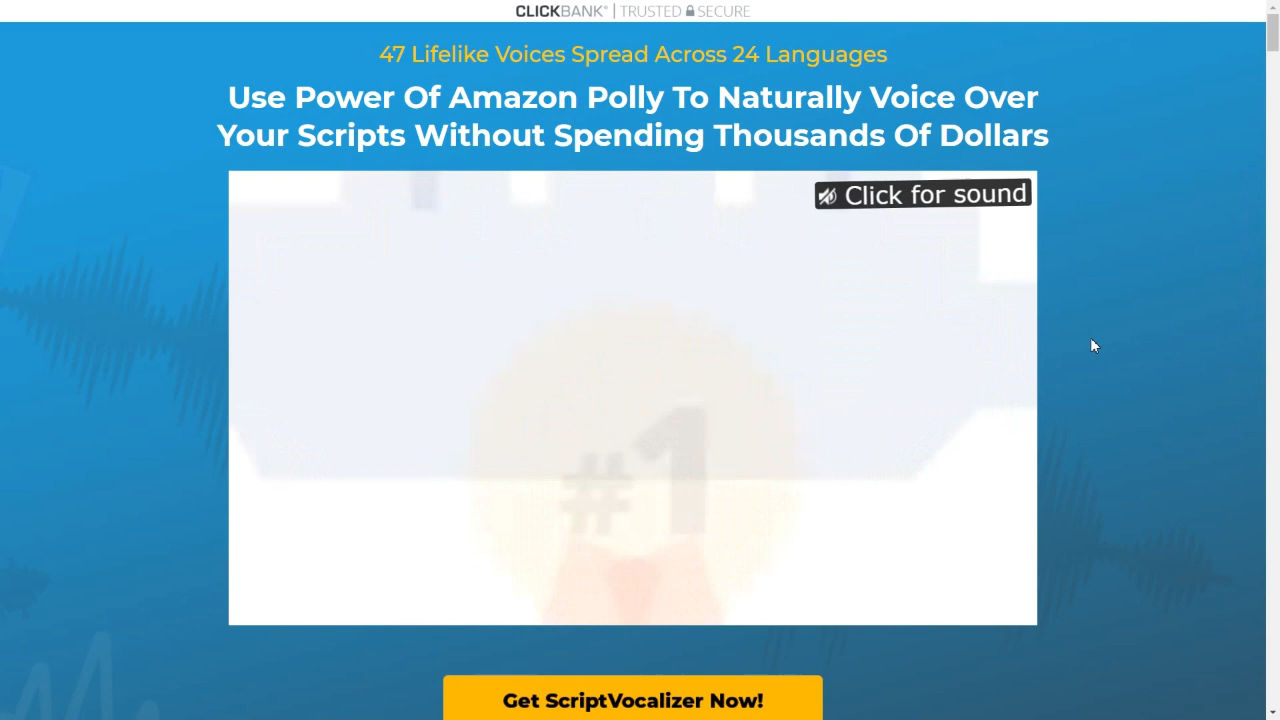 CLICKBANK® | TRUSTED SECURE
47 Lifelike Voices Spread Across 24 Languages
Use Power Of Amazon Polly To Naturally Voice Over
Your Scripts Without Spending Thousands Of Dollars
Click for sound
#1
Get ScriptVocalizer Now!